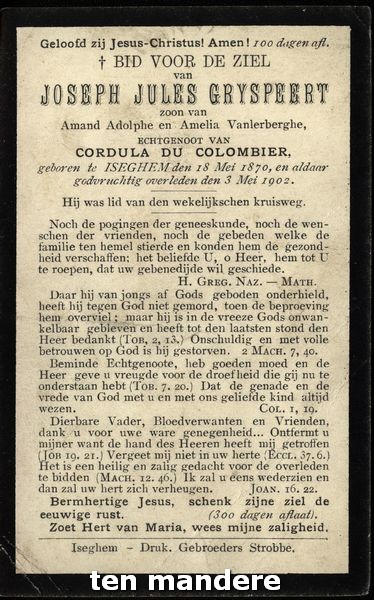 Geloofd zij Jesus-Christus! Amen! 100 dagen afl.
† BID VOOR DE ZIEL
van
JOSEPH JULES GRYSPEERT
zoon van
Amand Adolphe en Amelia Vanlerberghe,
ECHTGENOOT VAN
CORDULA DU COLOMBIER,
geboren te ISEGHEM den 18 Mei 1870, en aldaar
godvruchtig overleden den 3 Mei 1902.
Hij was lid van den wekelijkschen kruisweg.
Noch de pogingen der geneeskunde, noch de wen-
schen der vrienden, noch de gebeden welke de
familie ten hemel stierde en konden hem de gezond-
heid verschaffen; het beliefde U, o Heer, hem tot U
te roepen, dat uw gebenedijde wil geschiede.
H. GREG. NAZ. — MATH.
Daar hij van jongs af Gods geboden onderhield,
heeft hij tegen God niet gemord, toen de beproeving
hem overviel; maar hij is in de vreeze Gods onwan-
kelbaar gebleven en heeft tot den laatsten stond den
Heer bedankt (TOB, 2, 13.) Onschuldig en met volle
betrouwen op God is hij gestorven. 2 MACH. 7, 40.
Beminde Echtgenoote, heb goeden moed en de
Heer geve u vreugde voor de droefheid die gij nu te
onderstaan hebt (TOB. 7. 20.) Dat de genade en de
vrede van God met u en ons geliefde kind altijd
wezen. COL. 1, 19.
Dierbare Vader, Bloedverwanten en Vrienden,
dank u voor uwe ware genegenheid... Ontfermt u
mijner want de hand des Heeren heeft mij getroffen
(JOB 19. 21.) Vergeet mij niet in uw herte (ECCL. 37. 6.)
Het is een heilig en zalig gedacht voor de overleden
te bidden (MACH. 12. 46.) Ik zal u eens wederzien en
dan zal uw hert zich verheugen. JOAN. 16. 22.
Bermhertige Jesus, schenk zijne ziel de
eeuwige rust. (300 dagen aflaat.)
Zoet Hert van Maria, wees mijne zaligheid.
Iseghem — Druk. Gebroeders Strobbe.
ten mandere